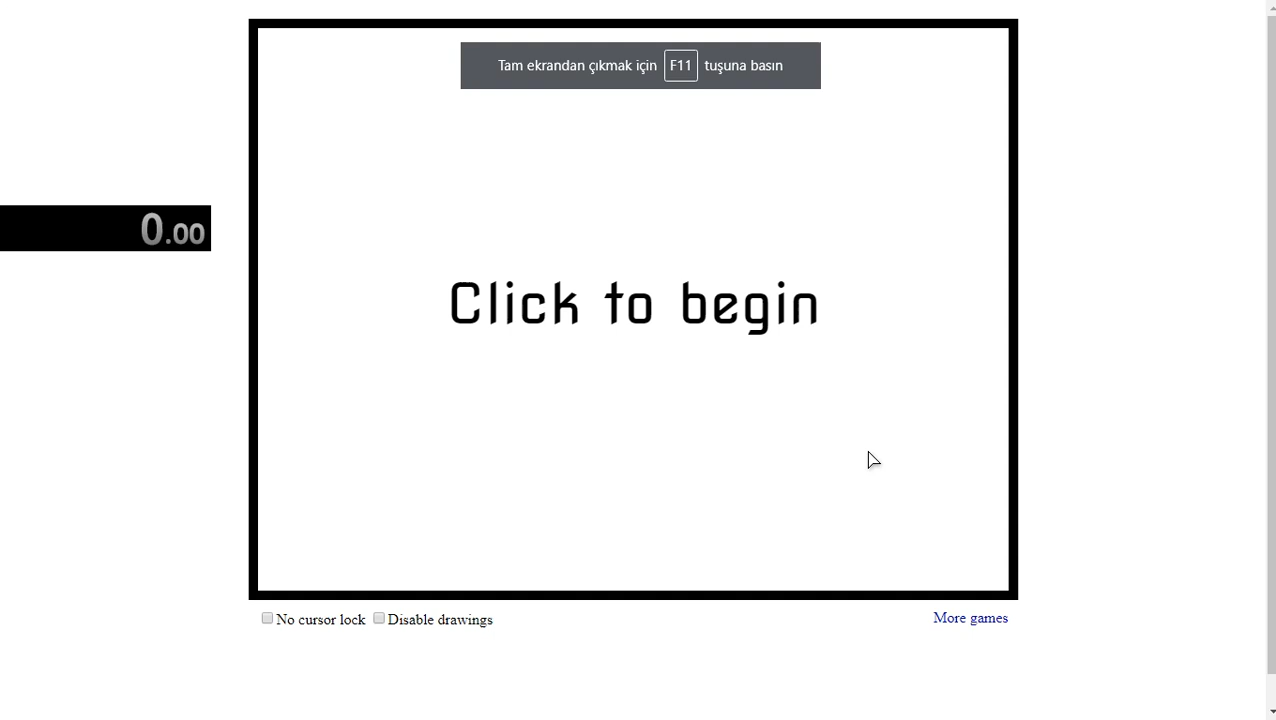 Tam ekrandan çıkmak için F11 tuşuna basın
0.00
Click to begin
No cursor lock Disable drawings More games